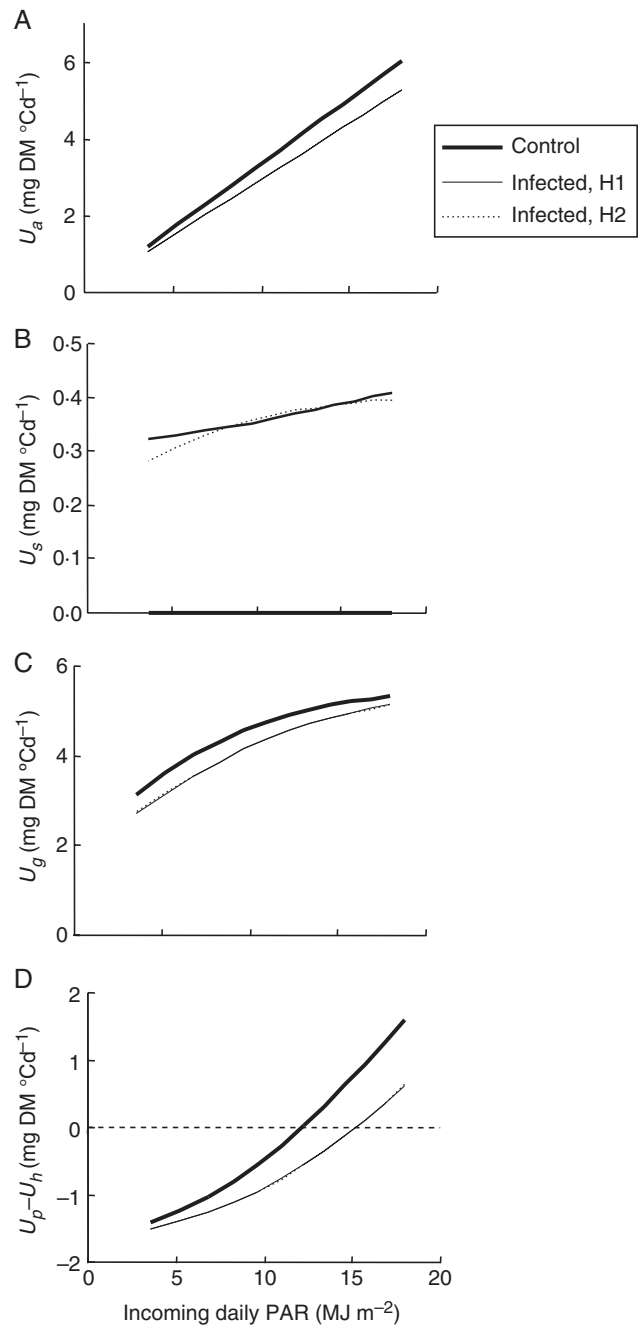 A
6
4
2
0
U_a (mg DM °Cd⁻¹)
Control
Infected, H1
Infected, H2
B
0·5
0·4
0·3
0·2
0·1
0·0
U_s (mg DM °Cd⁻¹)
C
6
4
2
0
U_g (mg DM °Cd⁻¹)
D
2
1
0
−1
−2
U_p−U_h (mg DM °Cd⁻¹)
0 5 10 15 20
Incoming daily PAR (MJ m⁻²)